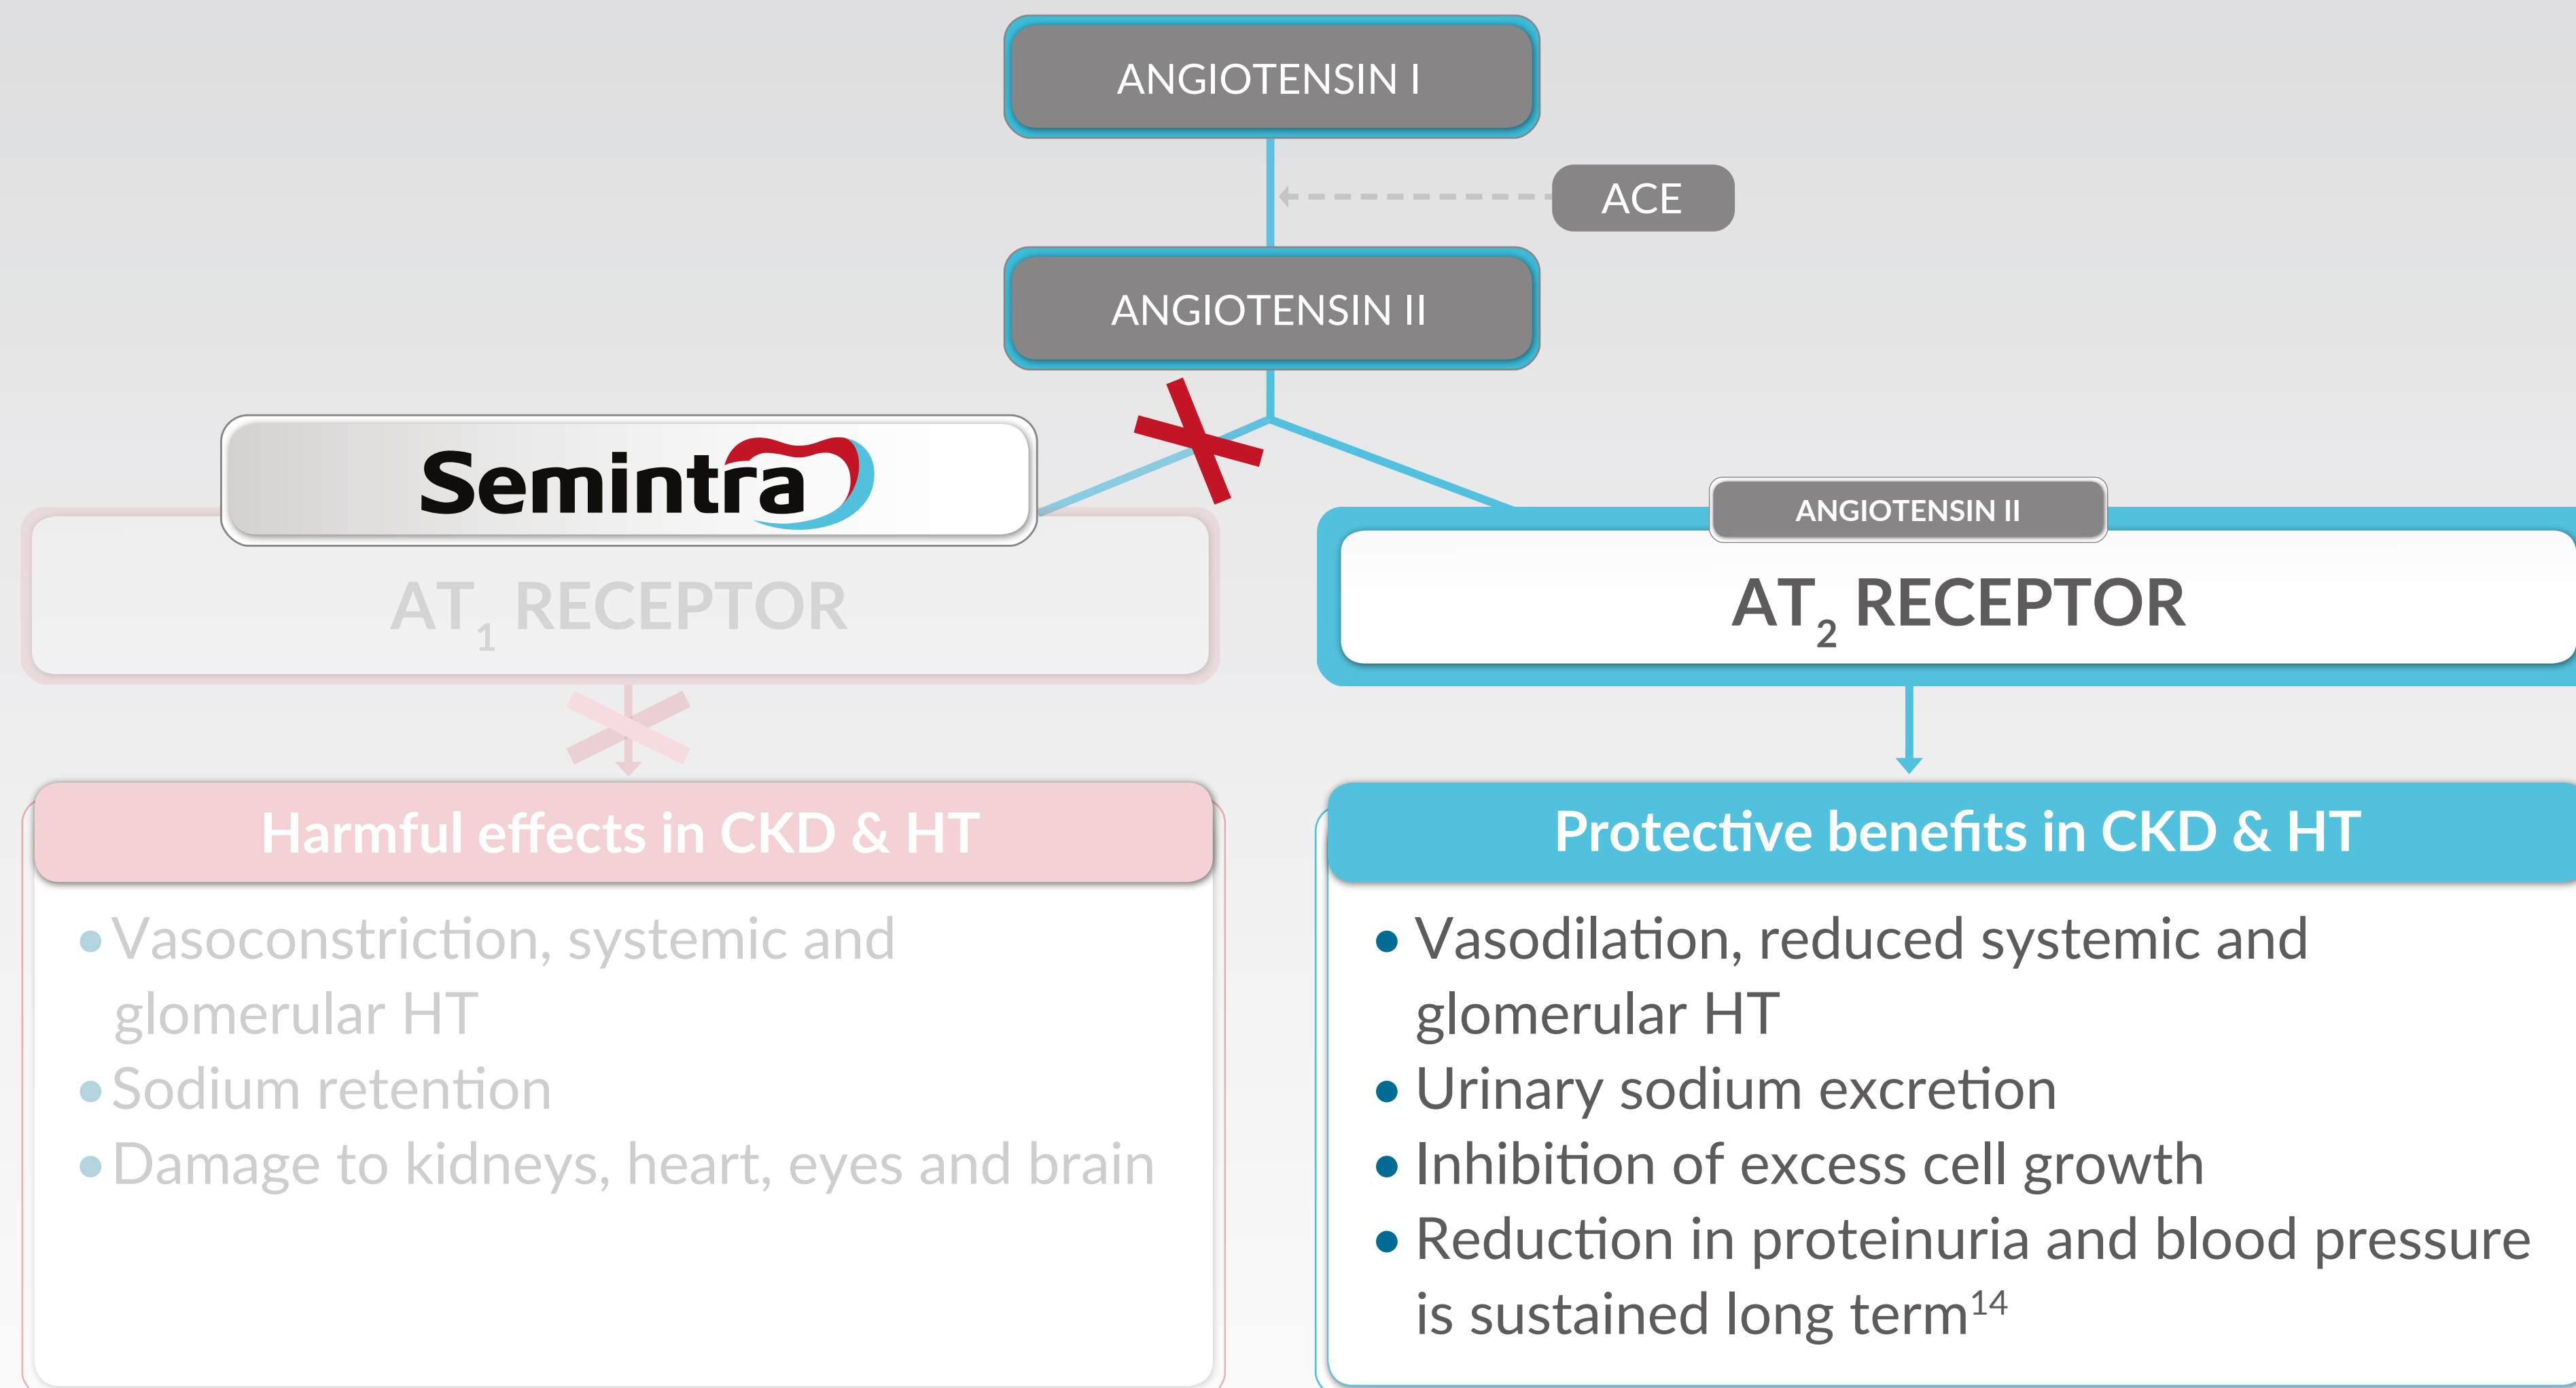 ANGIOTENSIN I
ACE
ANGIOTENSIN II
Semintra
ANGIOTENSIN II
AT₁ RECEPTOR
AT₂ RECEPTOR
Harmful effects in CKD & HT
• Vasoconstriction, systemic and
glomerular HT
• Sodium retention
• Damage to kidneys, heart, eyes and brain
Protective benefits in CKD & HT
• Vasodilation, reduced systemic and
glomerular HT
• Urinary sodium excretion
• Inhibition of excess cell growth
• Reduction in proteinuria and blood pressure
is sustained long term¹⁴